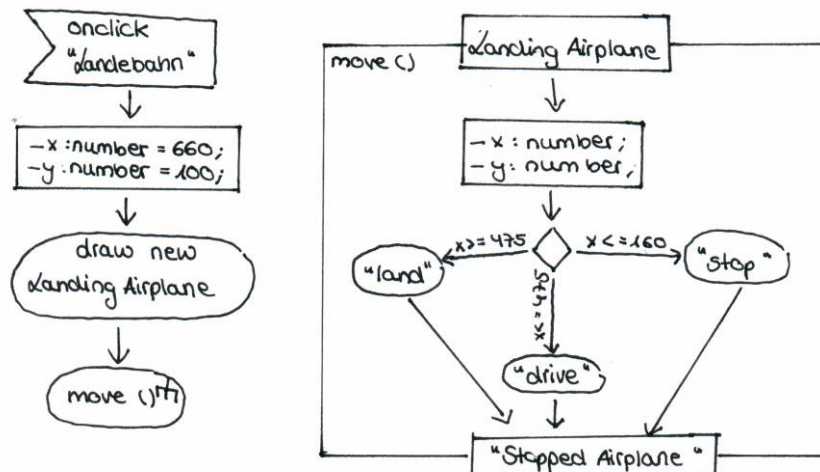 onclick
"Landebahn"
- x : number = 660;
- y : number = 100;
draw new
Landing Airplane
move ()
Landing Airplane
move ()
- x : number;
- y : number;
x>=475
x<=160
"land"
"stop"
x<=475
"drive"
"Stopped Airplane"